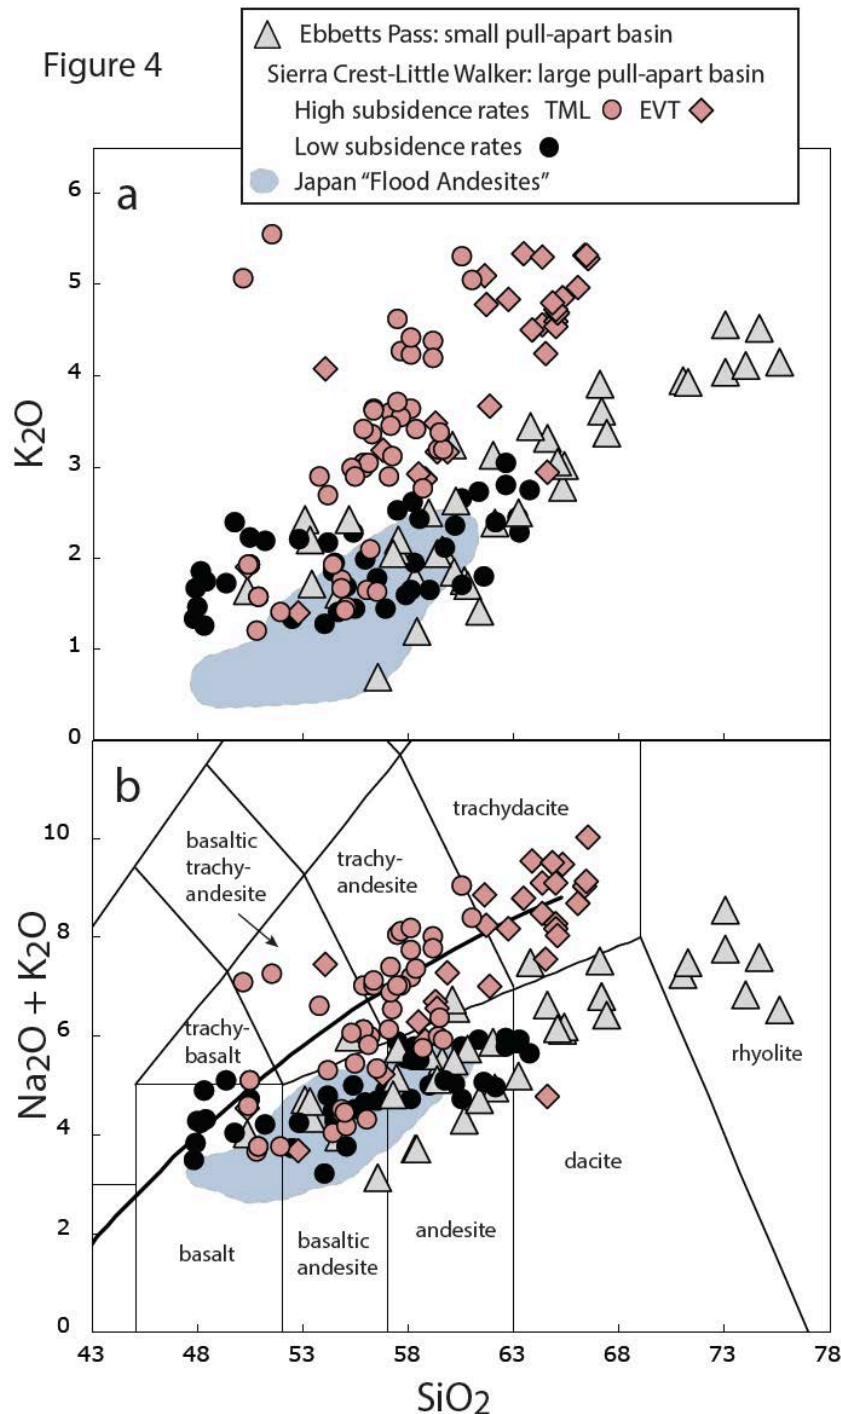 Figure 4
Ebbetts Pass: small pull-apart basin
Sierra Crest-Little Walker: large pull-apart basin
High subsidence rates TML EVT
Low subsidence rates
Japan “Flood Andesites”
a
6
5
4
3
2
1
0
K₂O
b
10
8
6
4
2
0
Na₂O + K₂O
trachydacite
basaltic
trachy-
andesite
trachy-
andesite
trachy-
basalt
rhyolite
dacite
andesite
basaltic
andesite
basalt
43 48 53 58 63 68 73 78
SiO₂